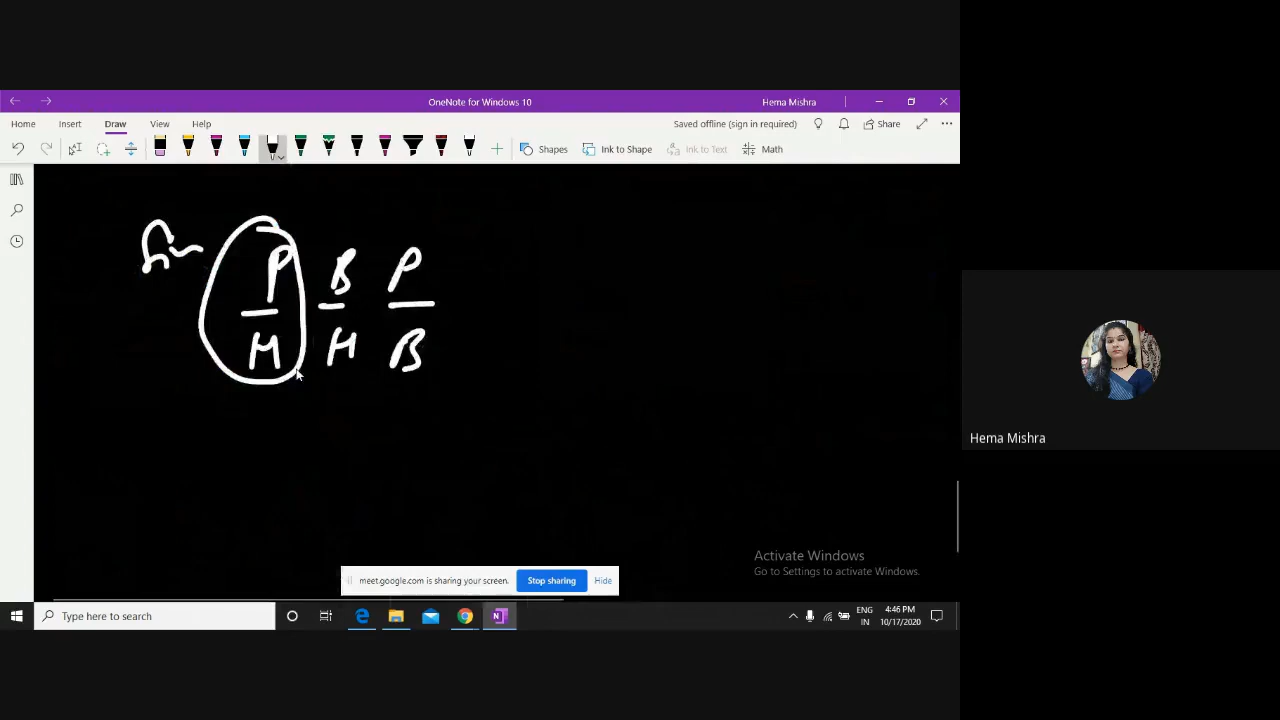 OneNote for Windows 10
Hema Mishra
Home Insert Draw View Help
Saved offline (sign in required)
Share
Shapes
Ink to Shape
Ink to Text
Math
Sin
P B P
H H B
Hema Mishra
Activate Windows
Go to Settings to activate Windows.
meet.google.com is sharing your screen.
Stop sharing
Hide
Type here to search
N
ENG
IN
4:46 PM
10/17/2020